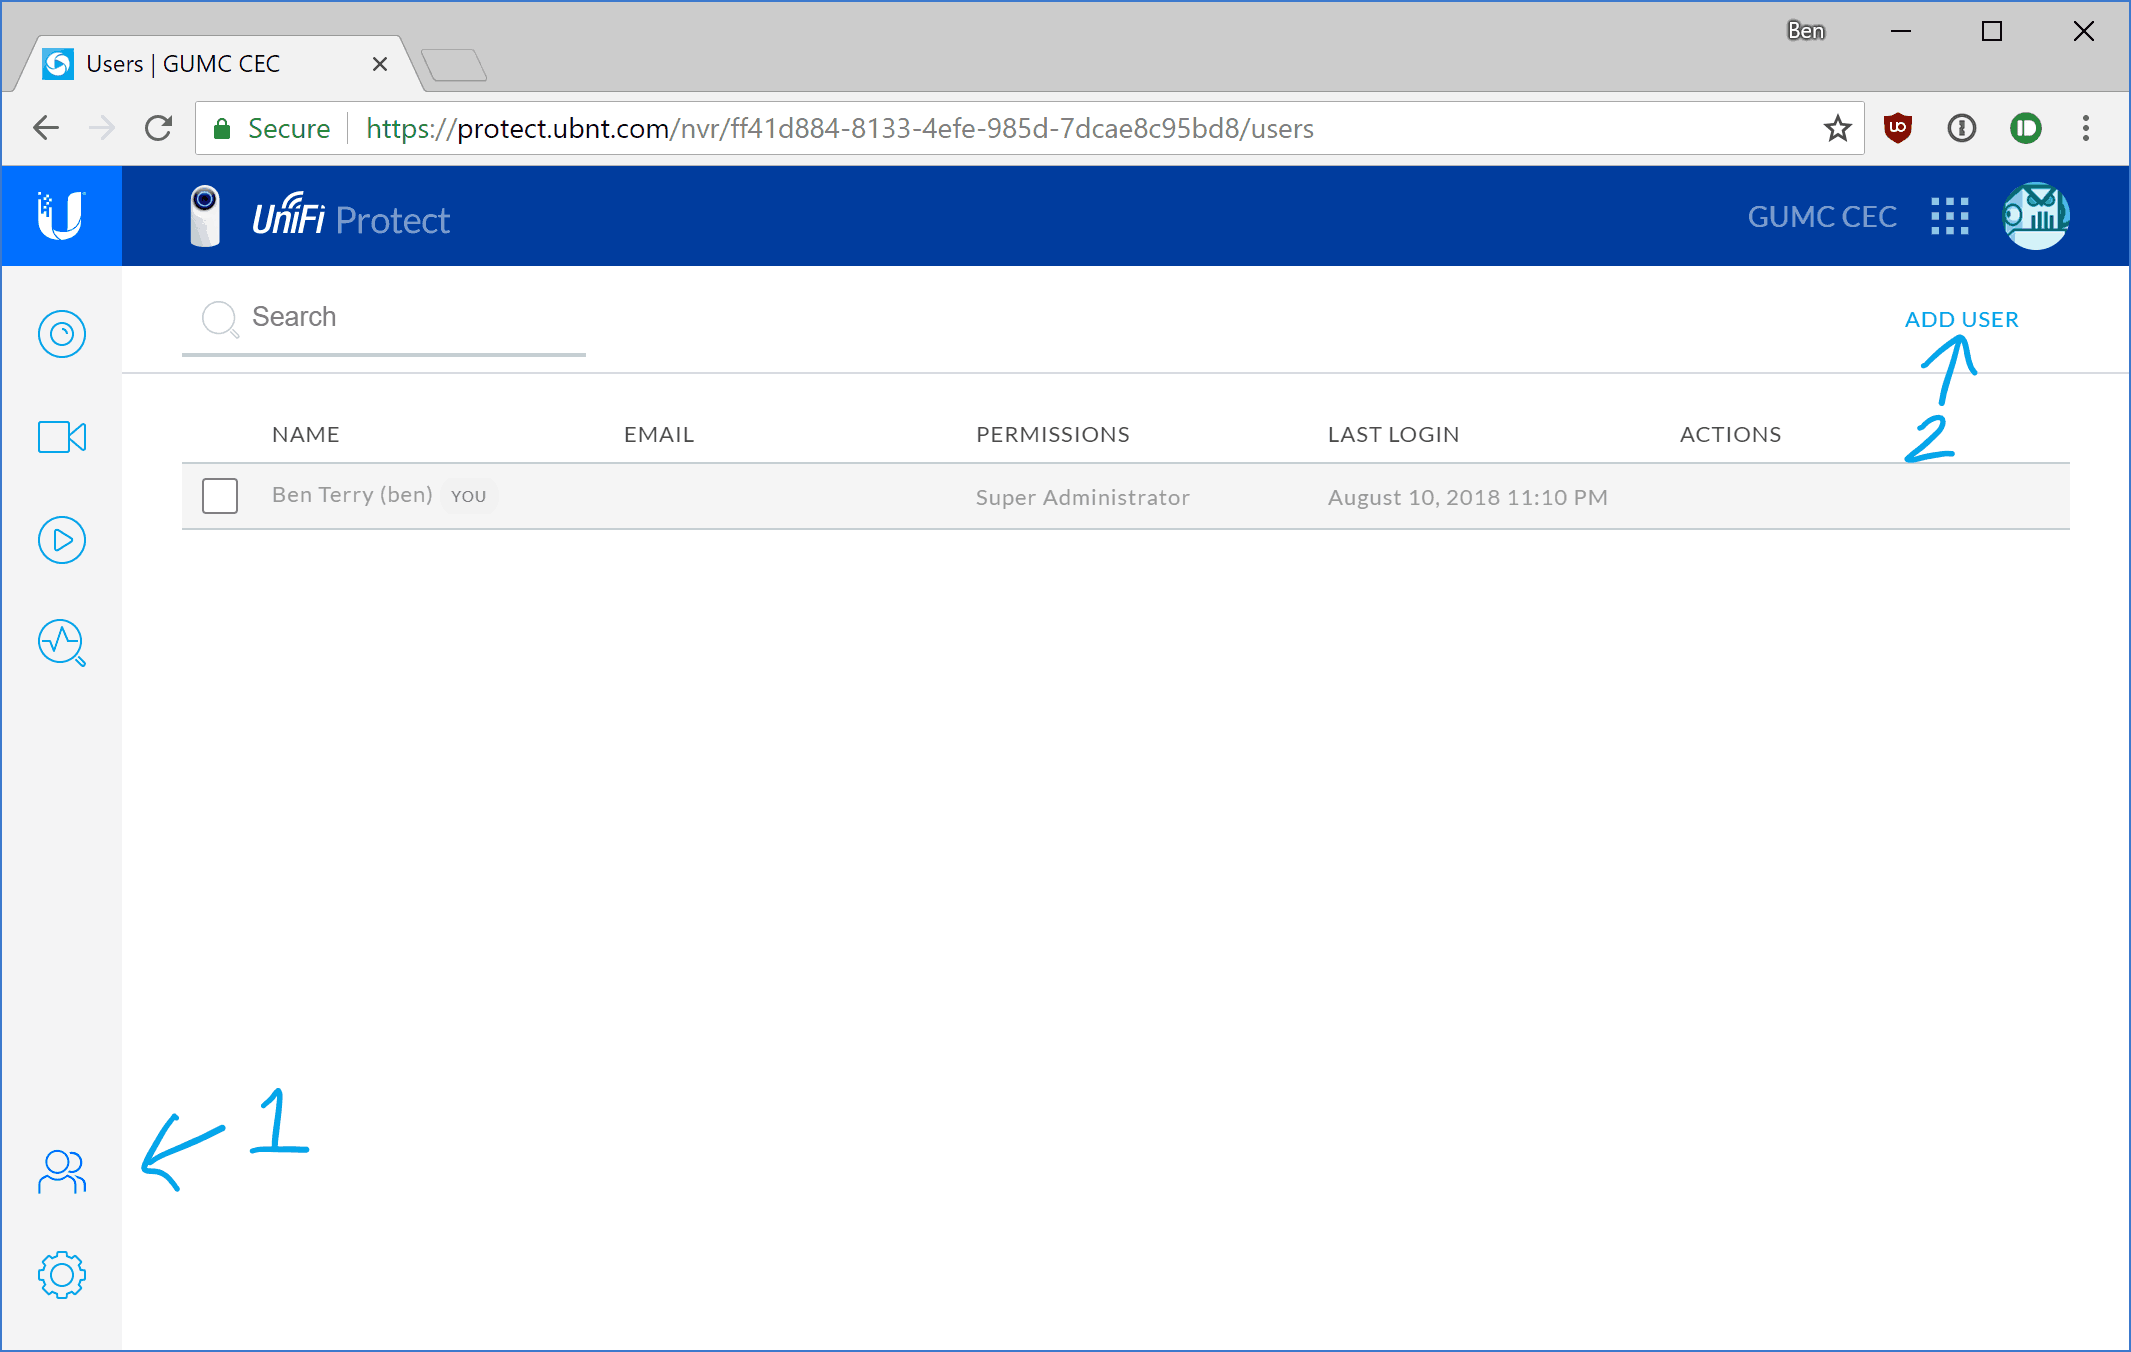 Ben
Users | GUMC CEC
Secure https://protect.ubnt.com/nvr/ff41d884-8133-4efe-985d-7dcae8c95bd8/users
UniFi Protect
GUMC CEC
Search
ADD USER
2
NAME EMAIL PERMISSIONS LAST LOGIN ACTIONS
Ben Terry (ben) YOU Super Administrator August 10, 2018 11:10 PM
1